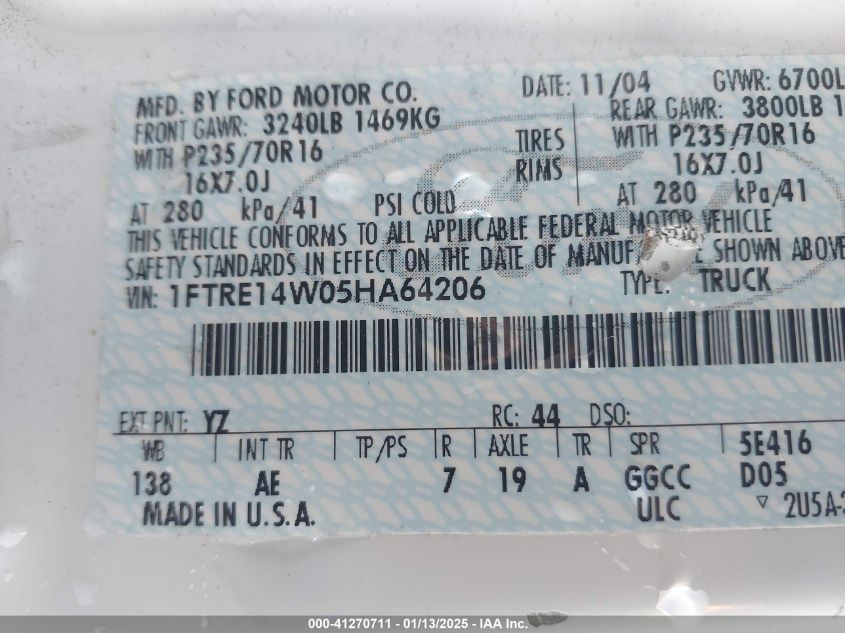 MFD. BY FORD MOTOR CO. DATE: 11/04 GVWR: 6700L
FRONT GAWR: 3240LB 1469KG REAR GAWR: 3800LB 1
WITH P235/70R16 TIRES WITH P235/70R16
16X7.0J RIMS 16X7.0J
AT 280 kPa/41 PSI COLD AT 280 kPa/41
THIS VEHICLE CONFORMS TO ALL APPLICABLE FEDERAL MOTOR VEHICLE
SAFETY STANDARDS IN EFFECT ON THE DATE OF MANUF E SHOWN ABOVE
VIN: 1FTRE14W05HA64206 TYPE: TRUCK
EXT PNT: YZ RC: 44 DSO:
WB INT TR TP/PS R AXLE TR SPR 5E416
138 AE 7 19 A GGCC D05
MADE IN U.S.A. ULC ▿ 2U5A-
000-41270711 - 01/13/2025 - IAA Inc.